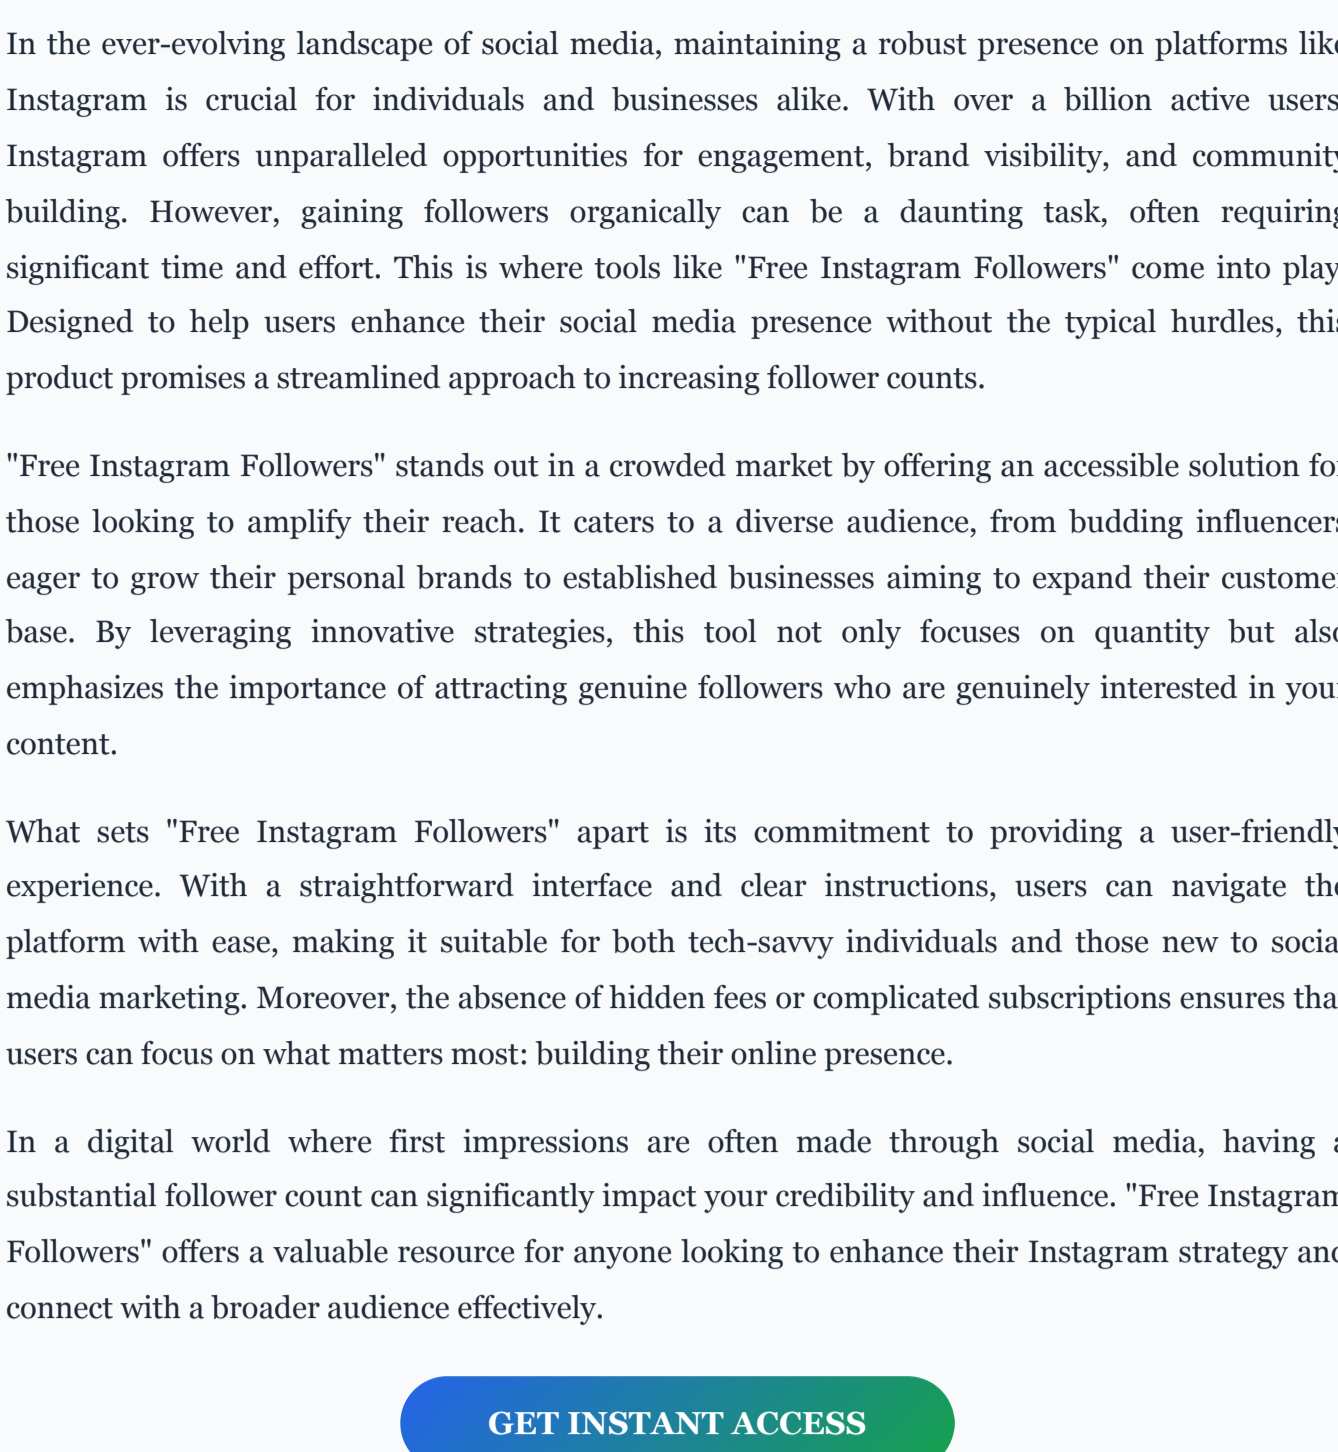 In the ever-evolving landscape of social media, maintaining a robust presence on platforms like
Instagram is crucial for individuals and businesses alike. With over a billion active users
Instagram offers unparalleled opportunities for engagement, brand visibility, and community
building. However, gaining followers organically can be a daunting task, often requiring
significant time and effort. This is where tools like "Free Instagram Followers" come into play
Designed to help users enhance their social media presence without the typical hurdles, this
product promises a streamlined approach to increasing follower counts.
"Free Instagram Followers" stands out in a crowded market by offering an accessible solution for
those looking to amplify their reach. It caters to a diverse audience, from budding influencers
eager to grow their personal brands to established businesses aiming to expand their customer
base. By leveraging innovative strategies, this tool not only focuses on quantity but also
emphasizes the importance of attracting genuine followers who are genuinely interested in your
content.
What sets "Free Instagram Followers" apart is its commitment to providing a user-friendly
experience. With a straightforward interface and clear instructions, users can navigate the
platform with ease, making it suitable for both tech-savvy individuals and those new to social
media marketing. Moreover, the absence of hidden fees or complicated subscriptions ensures that
users can focus on what matters most: building their online presence.
In a digital world where first impressions are often made through social media, having a
substantial follower count can significantly impact your credibility and influence. "Free Instagram
Followers" offers a valuable resource for anyone looking to enhance their Instagram strategy and
connect with a broader audience effectively.
GET INSTANT ACCESS